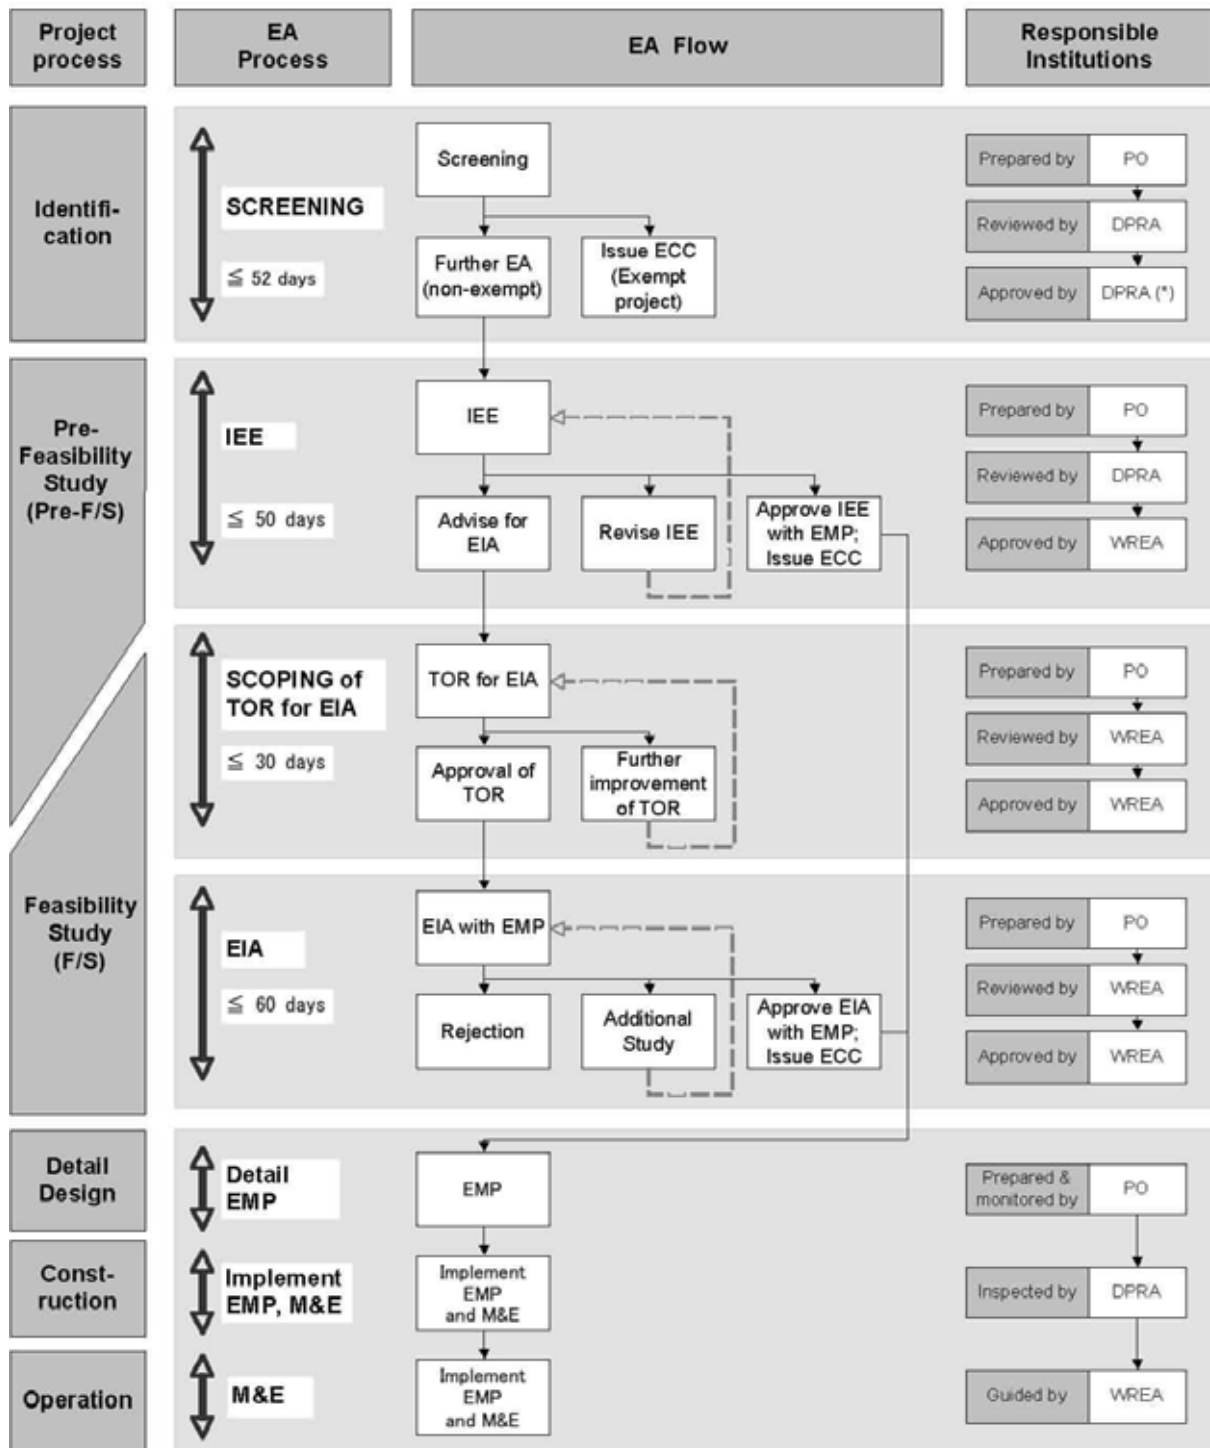 Project
process
EA
Process
EA Flow
Responsible
Institutions
Identifi-
cation
SCREENING
≦ 52 days
Screening
Further EA
(non-exempt)
Issue ECC
(Exempt
project)
Prepared by
PO
Reviewed by
DPRA
Approved by
DPRA (*)
Pre-
Feasibility
Study
(Pre-F/S)
IEE
≦ 50 days
IEE
Advise for
EIA
Revise IEE
Approve IEE
with EMP;
Issue ECC
Prepared by
PO
Reviewed by
DPRA
Approved by
WREA
SCOPING of
TOR for EIA
≦ 30 days
TOR for EIA
Approval of
TOR
Further
improvement
of TOR
Prepared by
PO
Reviewed by
WREA
Approved by
WREA
Feasibility
Study
(F/S)
EIA
≦ 60 days
EIA with EMP
Rejection
Additional
Study
Approve EIA
with EMP;
Issue ECC
Prepared by
PO
Reviewed by
WREA
Approved by
WREA
Detail
Design
Detail
EMP
EMP
Prepared &
monitored by
PO
Const-
ruction
Implement
EMP, M&E
Implement
EMP
and M&E
Inspected by
DPRA
Operation
M&E
Implement
EMP
and M&E
Guided by
WREA